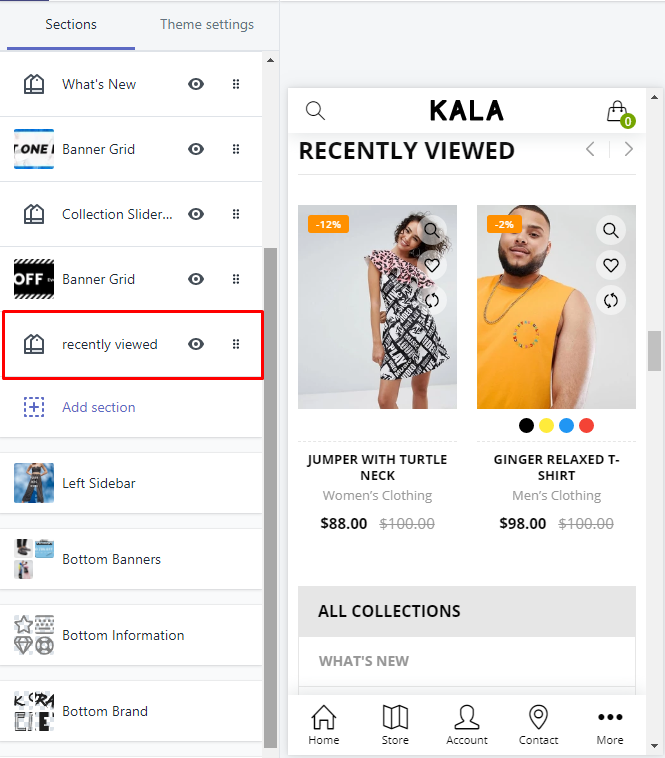 Sections
Theme settings
What's New
T ONE
Banner Grid
Collection Slider...
OFF
Banner Grid
recently viewed
Add section
Left Sidebar
Bottom Banners
Bottom Information
Bottom Brand
KALA
0
RECENTLY VIEWED
-12%
-2%
JUMPER WITH TURTLE
NECK
Women's Clothing
$88.00 $100.00
GINGER RELAXED T-
SHIRT
Men's Clothing
$98.00 $100.00
ALL COLLECTIONS
WHAT'S NEW
Home
Store
Account
Contact
More